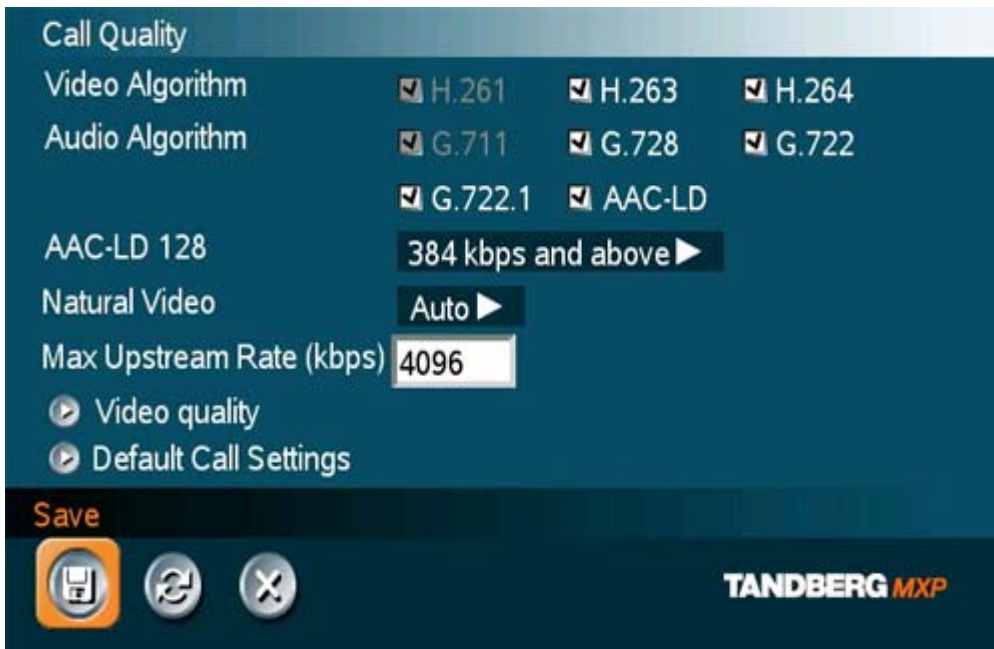 Call Quality
Video Algorithm H.261 H.263 H.264
Audio Algorithm G.711 G.728 G.722
G.722.1 AAC-LD
AAC-LD 128 384 kbps and above
Natural Video Auto
Max Upstream Rate (kbps) 4096
Video quality
Default Call Settings
Save
TANDBERG MXP